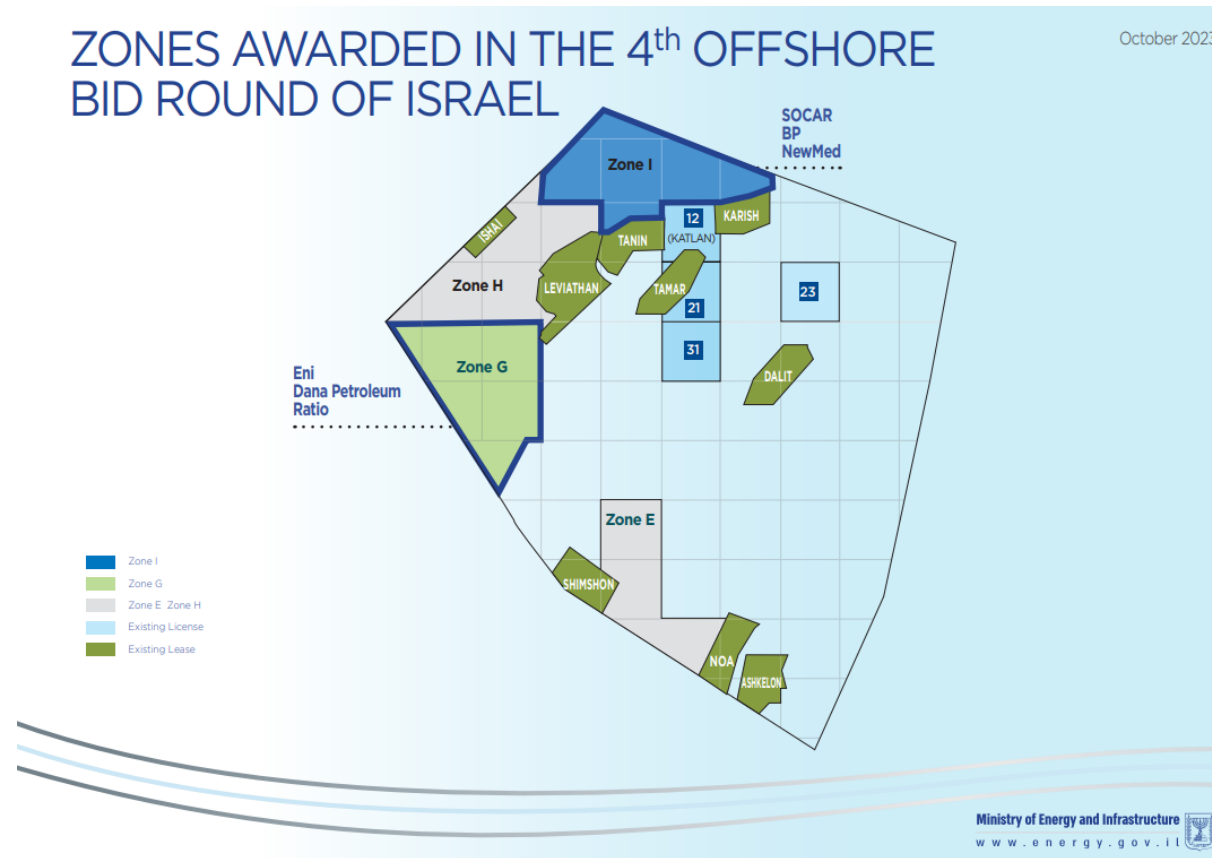 ZONES AWARDED IN THE 4th OFFSHORE
BID ROUND OF ISRAEL
October 2023
SOCAR
BP
NewMed
Zone I
12
(KATLAN)
KARISH
ISHAI
TANIN
Zone H
LEVIATHAN
TAMAR
21
23
31
Zone G
DALIT
Eni
Dana Petroleum
Ratio
Zone E
SHIMSHON
NOA
ASHKELON
Zone I
Zone G
Zone E Zone H
Existing License
Existing Lease
Ministry of Energy and Infrastructure
www.energy.gov.il